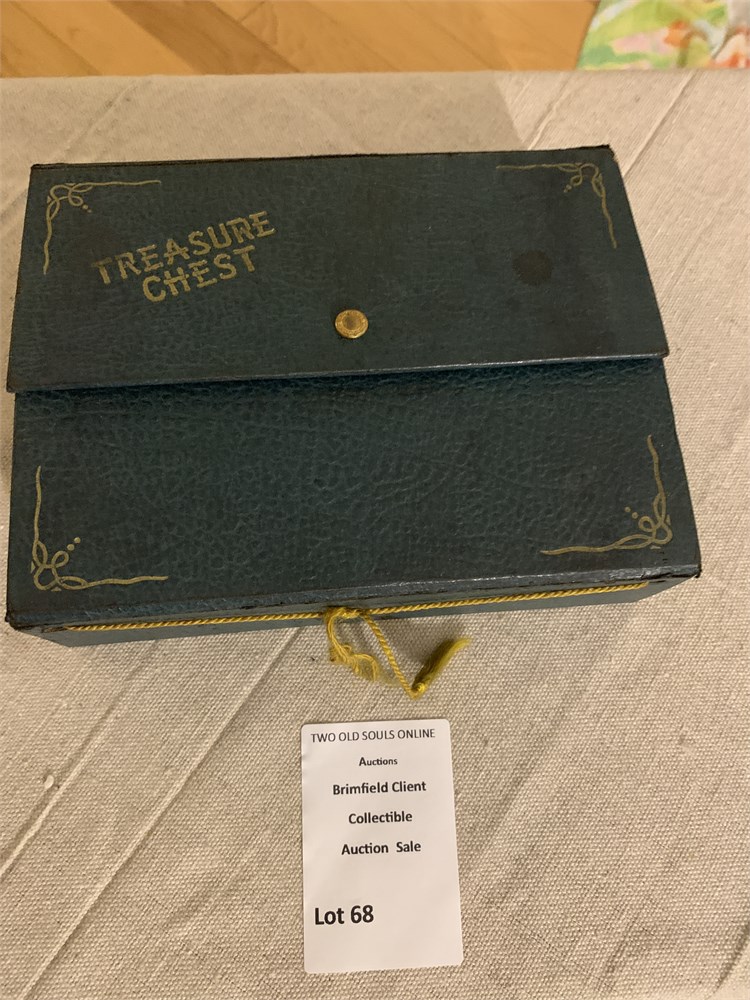 TREASURE
CHEST
TWO OLD SOULS ONLINE
Auctions
Brimfield Client
Collectible
Auction Sale
Lot 68